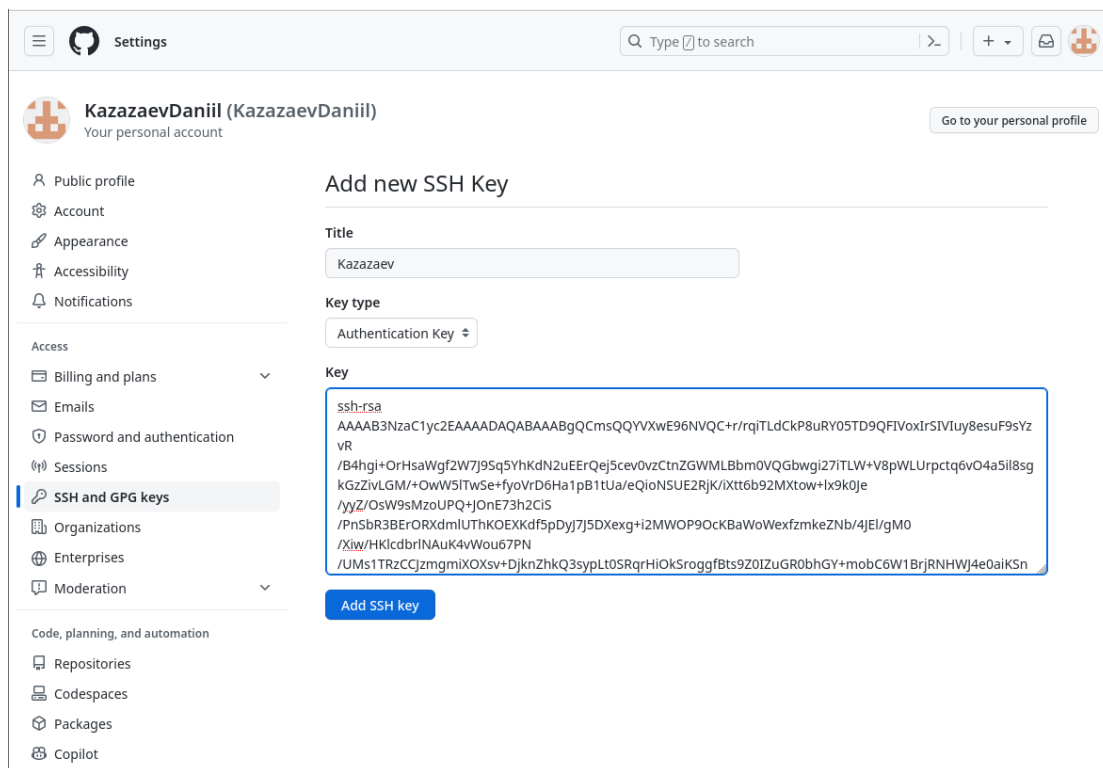 Settings
Type / to search
KazazaevDaniil (KazazaevDaniil)
Your personal account
Go to your personal profile
Public profile
Account
Appearance
Accessibility
Notifications
Access
Billing and plans
Emails
Password and authentication
Sessions
SSH and GPG keys
Organizations
Enterprises
Moderation
Code, planning, and automation
Repositories
Codespaces
Packages
Copilot
Add new SSH Key
Title
Kazazaev
Key type
Authentication Key
Key
ssh-rsa
AAAAB3NzaC1yc2EAAAADAQABAAABgQCmsQQYVXwE96NVQC+r/rqiTLdCkP8uRY05TD9QFIVoxIrSIVIuy8esuF9sYz
vR
/B4hgi+OrHsaWgf2W7J9Sq5YhKdN2uEErQej5cev0vzCtnZGWMLBbm0VQGbwgi27iTLW+V8pWLUrpctq6vO4a5il8sg
kGzZivLGM/+OwW5lTwSe+fyoVrD6Ha1pB1tUa/eQioNSUE2RjK/iXtt6b92MXtow+lx9k0Je
/yyZ/OsW9sMzoUPQ+JOnE73h2CiS
/PnSbR3BErORXdmlUThKOEXKdf5pDyJ7J5DXexg+i2MWOP9OcKBaWoWexfzmkeZNb/4JEl/gM0
/Xiw/HKlcdbrlNAuK4vWou67PN
/UMs1TRzCCJzmgmiXOXsv+DjknZhkQ3sypLt0SRqrHiOkSroggfBts9Z0IZuGR0bhGY+mobC6W1BrjRNHWJ4e0aiKSn
Add SSH key